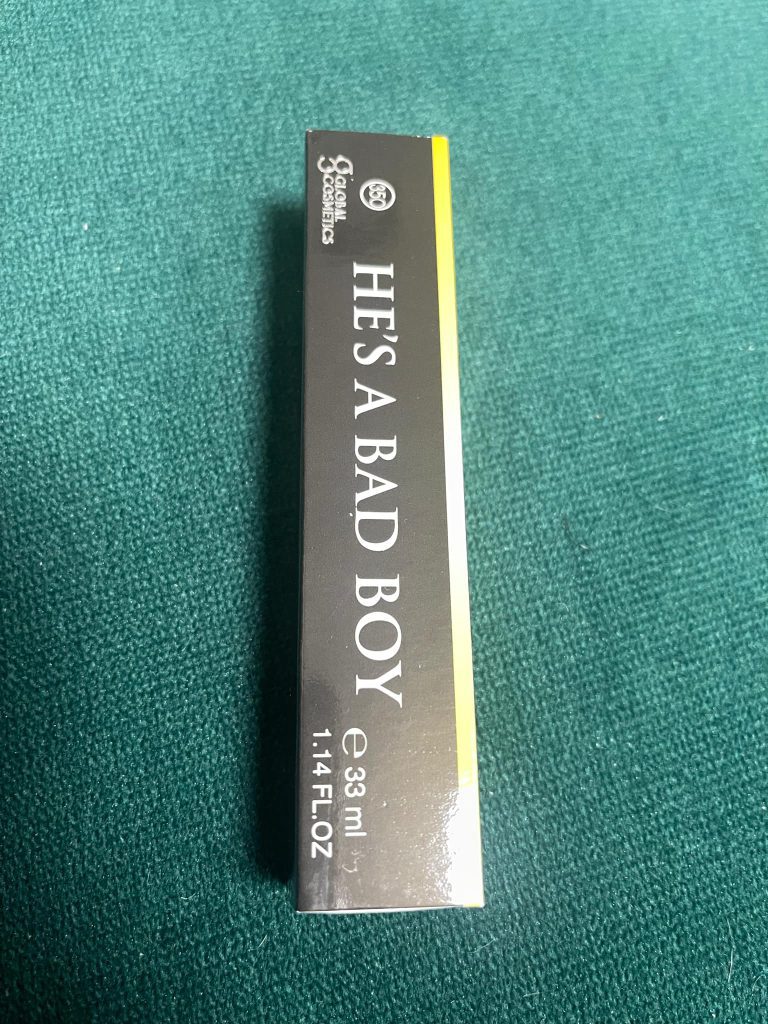 350
GLOBAL
COSMETICS
HE'S A BAD BOY
℮ 33 ml
1.14 FL.OZ